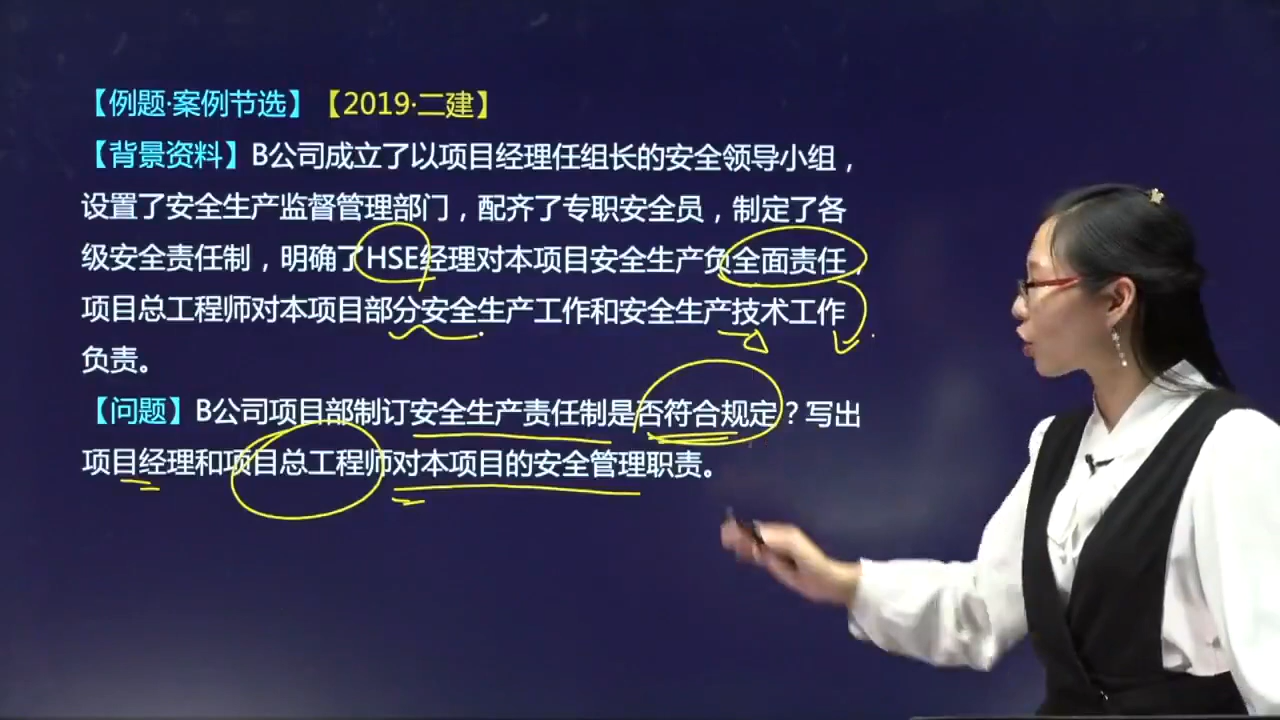 【例题·案例节选】【2019·二建】
【背景资料】B公司成立了以项目经理任组长的安全领导小组，
设置了安全生产监督管理部门，配齐了专职安全员，制定了各
级安全责任制，明确了HSE经理对本项目安全生产负全面责任，
项目总工程师对本项目部分安全生产工作和安全生产技术工作
负责。
【问题】B公司项目部制订安全生产责任制是否符合规定？写出
项目经理和项目总工程师对本项目的安全管理职责。